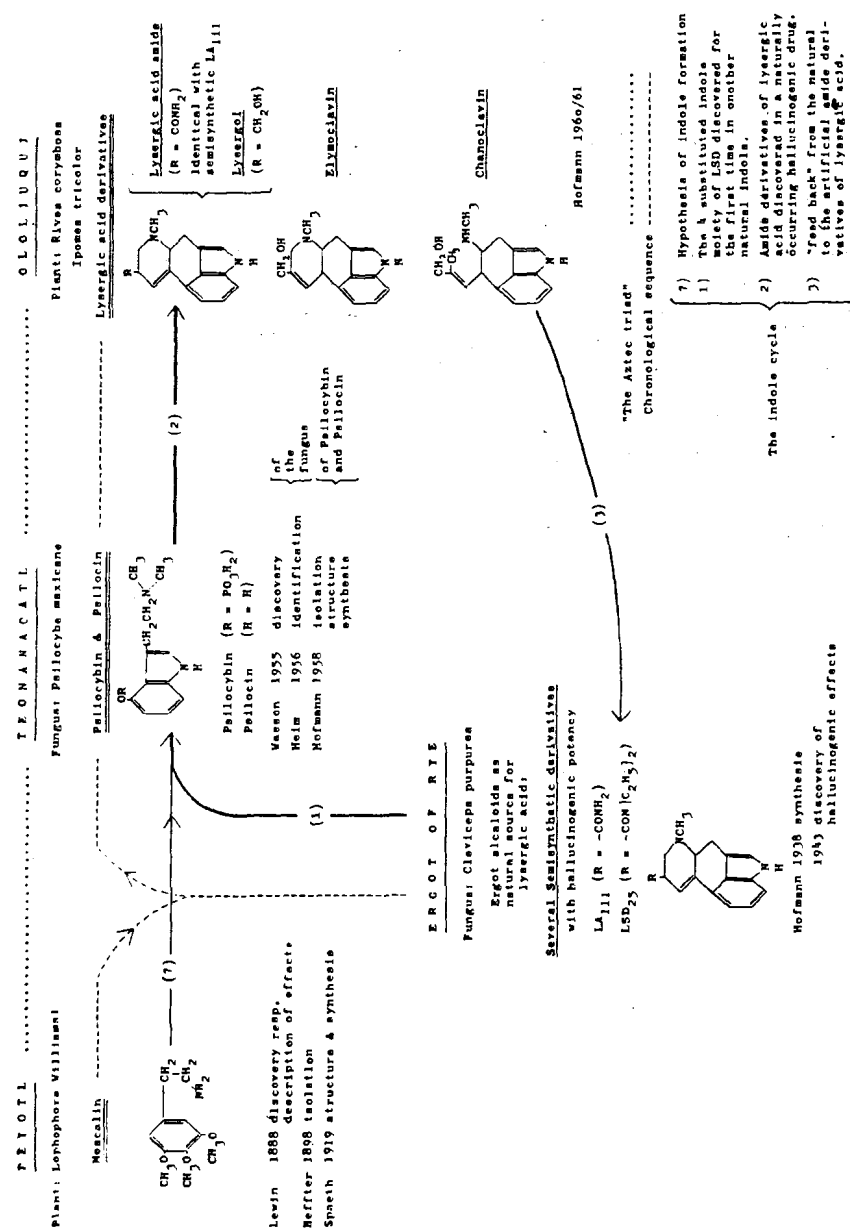 PEYOTL .................... TEONANACATL .................... OLOLIUQUI
Plant: Lophophora Williamsi
Fungus: Psilocybe mexicana
Plant: Rivea corymbosa
Ipomea tricolor
Mescalin
Psilocybin & Psilocin
Lysergic acid derivatives
CH3O
CH3O
CH3O
CH2
CH2
NH2
(?)
Lewin 1888 discovery resp.
description of effects
Heffter 1898 isolation
Spaeth 1919 structure & synthesis
OR
CH2CH2N
CH3
CH3
N
H
Psilocybin (R = PO3H2)
Psilocin (R = H)
Wasson 1955 discovery
Heim 1956 identification
of the fungus
Hofmann 1958 isolation
structure
synthesis
of Psilocybin
and Psilocin
(1)
(2)
R
NCH3
N
H
Lysergic acid amide
(R = CONH2)
identical with
semisynthetic LA111
Lysergol
(R = CH2OH)
CH2OH
NCH3
N
H
Elymoclavin
CH2OH
CH3
NHCH3
N
H
Chanoclavin
Hofmann 1960/61
(3)
ERGOT OF RYE
Fungus: Claviceps purpurea
Ergot alcaloids as
natural source for
lysergic acid:
Several Semisynthetic derivatives
with hallucinogenic potency
LA111 (R = -CONH2)
LSD25 (R = -CON(C2H5)2)
R
NCH3
N
H
Hofmann 1938 synthesis
1943 discovery of
hallucinogenic effects
"The Aztec triad" ...............
Chronological sequence ---------------
The indole cycle
?) Hypothesis of indole formation
1) The 4 substituted indole
moiety of LSD discovered for
the first time in onother
natural indole.
2) Amide derivatives of lysergic
acid discovered in a naturally
occurring hallucinogenic drug.
3) "feed back" from the natural
to the artificial amide deri-
vatives of lysergic acid.